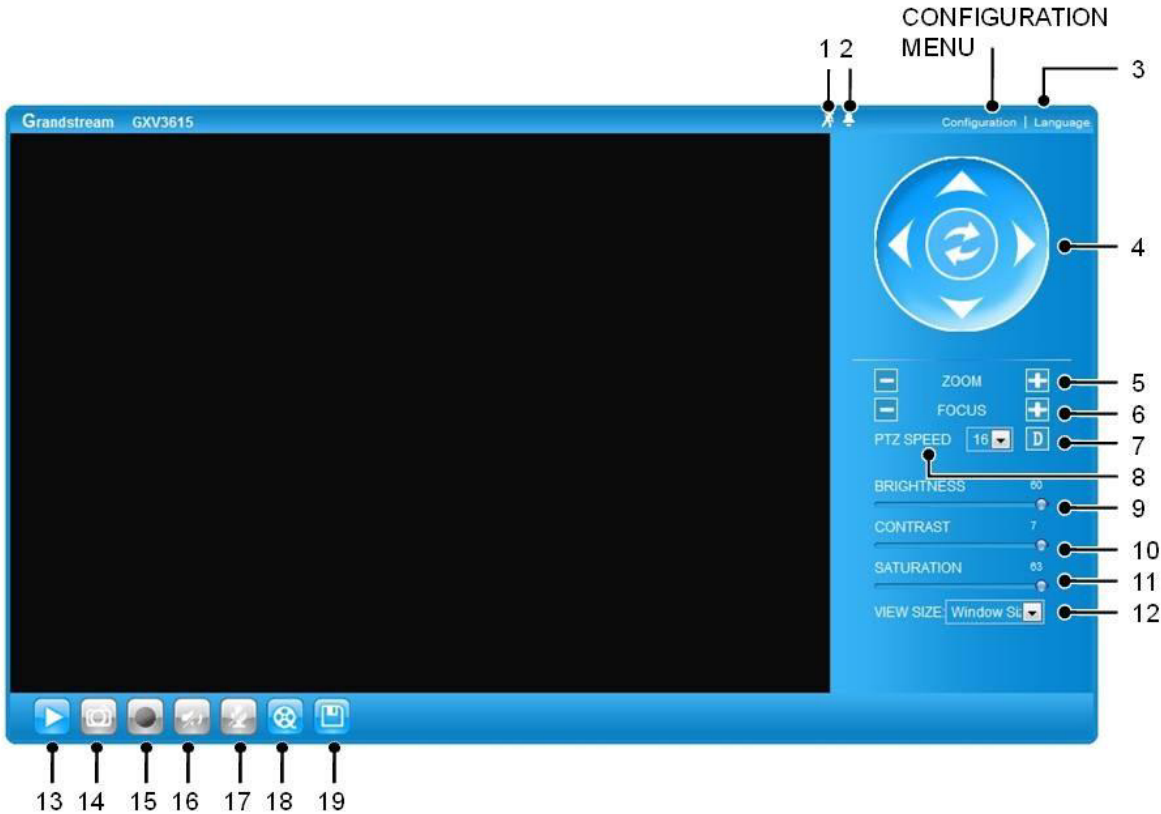 CONFIGURATION
MENU
1 2
3
Grandstream GXV3615
Configuration | Language
4
ZOOM
5
FOCUS
6
PTZ SPEED 16 D
7
8
BRIGHTNESS 60
9
CONTRAST 7
10
SATURATION 63
11
VIEW SIZE: Window Si
12
13 14 15 16 17 18 19